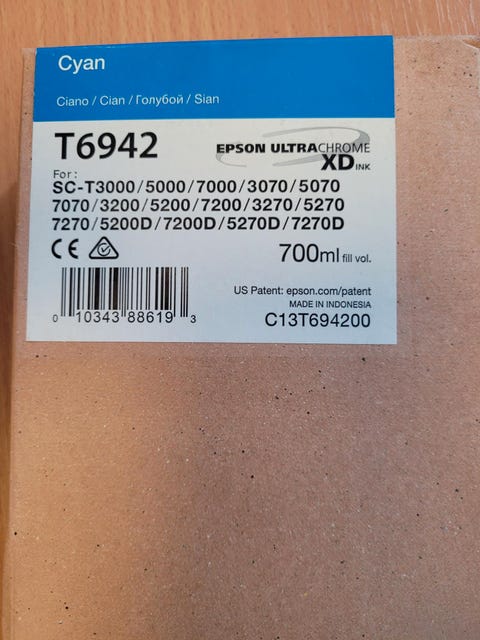 Cyan
Ciano / Cian / Голубой / Sian
T6942
EPSON ULTRACHROME
XD INK
For :
SC-T3000/5000/7000/3070/5070
7070/3200/5200/7200/3270/5270
7270/5200D/7200D/5270D/7270D
CE
700ml fill vol.
US Patent: epson.com/patent
MADE IN INDONESIA
0 10343 88619 3
C13T694200